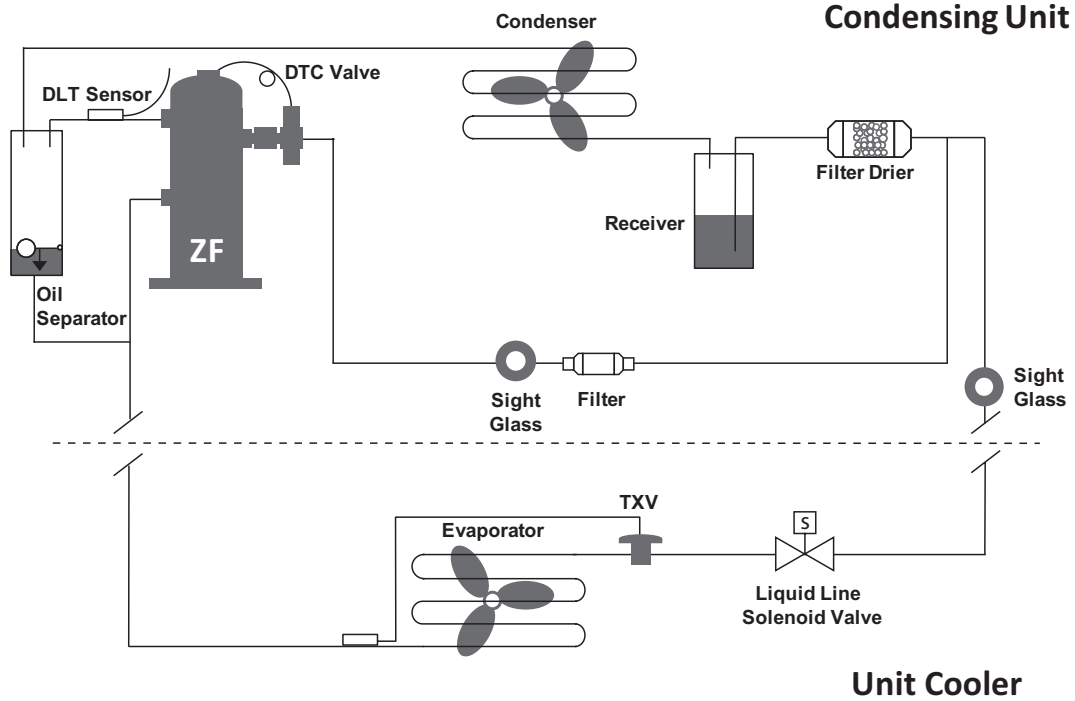 Condensing Unit
Condenser
DTC Valve
DLT Sensor
Filter Drier
Receiver
ZF
Oil
Separator
Sight
Glass
Filter
Sight
Glass
TXV
Evaporator
S
Liquid Line
Solenoid Valve
Unit Cooler